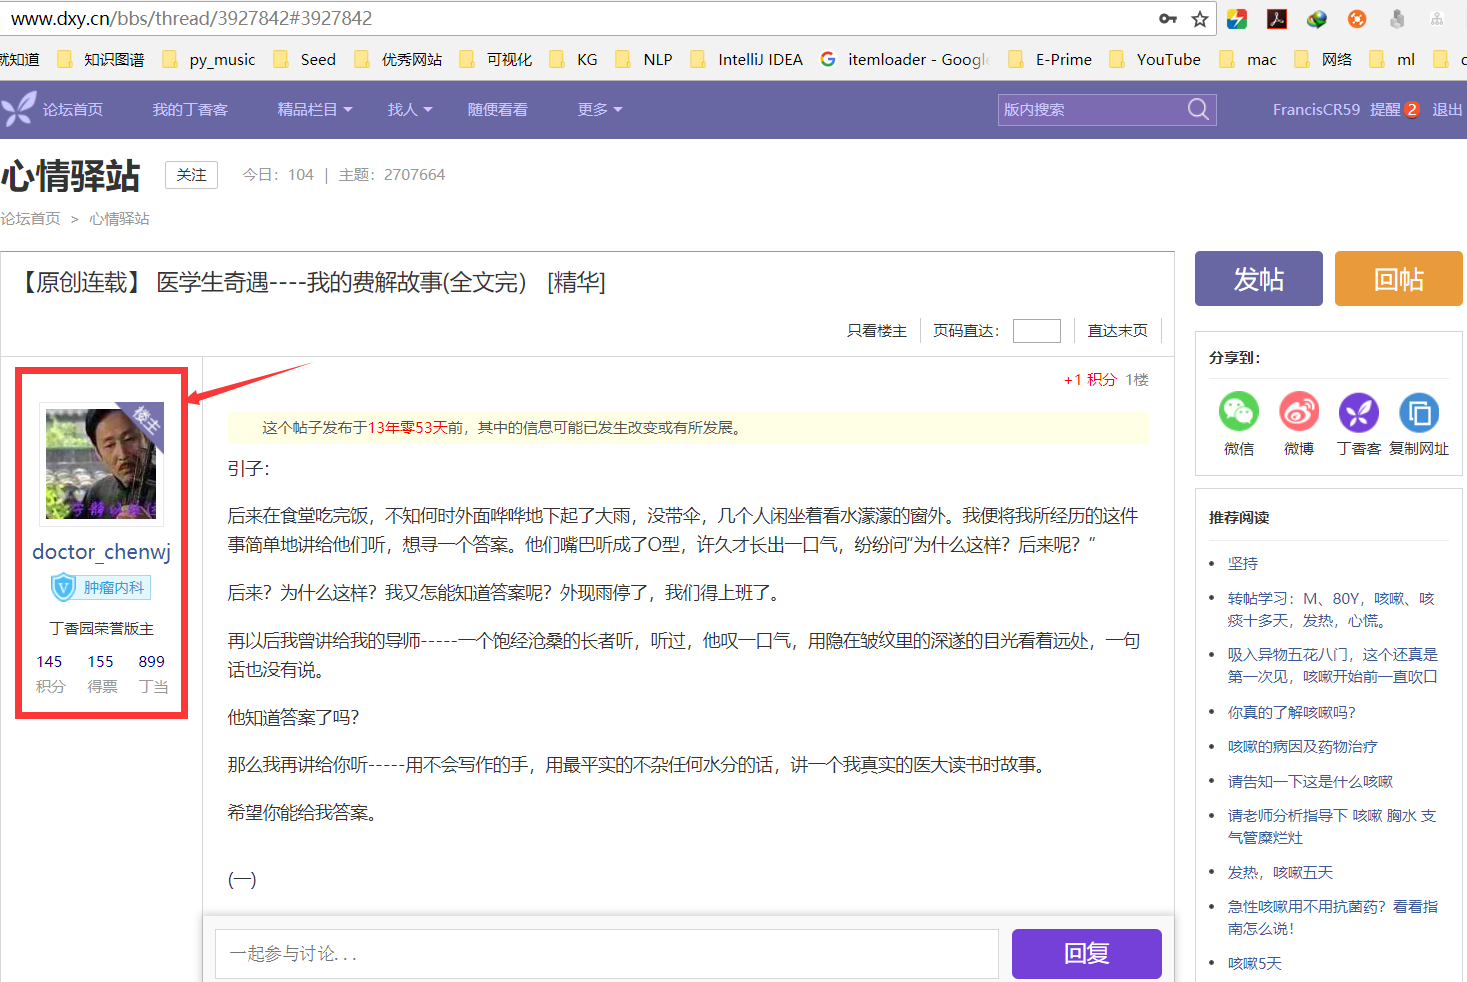 www.dxy.cn/bbs/thread/3927842#3927842
就知道 知识图谱 py_music Seed 优秀网站 可视化 KG NLP IntelliJ IDEA itemloader - Google E-Prime YouTube mac 网络 ml
论坛首页 我的丁香客 精品栏目 找人 随便看看 更多 版内搜索 FrancisCR59 提醒 2 退出
心情驿站 关注 今日：104 | 主题：2707664
论坛首页 > 心情驿站
【原创连载】 医学生奇遇----我的费解故事(全文完） [精华]
发帖 回帖
只看楼主 页码直达： 直达末页
+1 积分 1楼
楼主
doctor_chenwj
肿瘤内科
丁香园荣誉版主
145 155 899
积分 得票 丁当
这个帖子发布于13年零53天前，其中的信息可能已发生改变或有所发展。
引子：
后来在食堂吃完饭，不知何时外面哗哗地下起了大雨，没带伞，几个人闲坐着看水濛濛的窗外。我便将我所经历的这件
事简单地讲给他们听，想寻一个答案。他们嘴巴听成了O型，许久才长出一口气，纷纷问“为什么这样？后来呢？”
后来？为什么这样？我又怎能知道答案呢？外现雨停了，我们得上班了。
再以后我曾讲给我的导师-----一个饱经沧桑的长者听，听过，他叹一口气，用隐在皱纹里的深遂的目光看着远处，一句
话也没有说。
他知道答案了吗？
那么我再讲给你听-----用不会写作的手，用最平实的不杂任何水分的话，讲一个我真实的医大读书时故事。
希望你能给我答案。
(一)
一起参与讨论... 回复
分享到：
微信 微博 丁香客 复制网址
推荐阅读
坚持
转帖学习：M、80Y，咳嗽、咳
痰十多天，发热，心慌。
吸入异物五花八门，这个还真是
第一次见，咳嗽开始前一直吹口
你真的了解咳嗽吗？
咳嗽的病因及药物治疗
请告知一下这是什么咳嗽
请老师分析指导下 咳嗽 胸水 支
气管糜烂灶
发热，咳嗽五天
急性咳嗽用不用抗菌药？看看指
南怎么说！
咳嗽5天